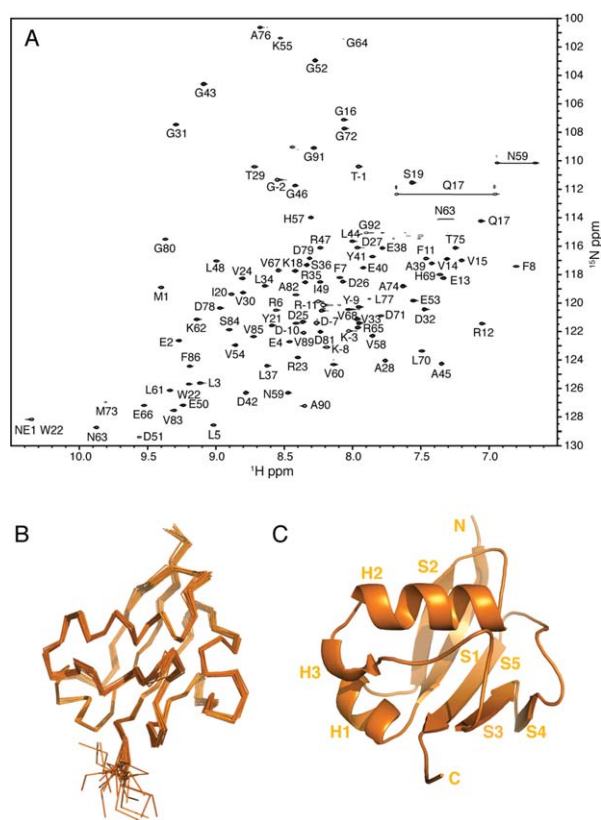 A
A76
K55
G64
G52
G43
G31
G16
G72
G91
N59
T29
G-2
T-1
S19
Q17
G46
H57
N63
G92
Q17
G80
R47
L44
D27
D79
E38
T75
L48
V67
K18
S36
Y41
E40
F11
A39
V14
V15
F8
M1
V24
L34
R35
F7
D26
H69
E13
I20
V30
A82
I49
A74
D78
R6
R-11
Y-9
L77
E53
K62
S84
Y21
D25
D-7
V68
V33
D71
D32
E2
V85
D-10
V89
D81
K-3
R65
R12
V54
E4
K-8
V58
F86
R23
L70
L37
V60
A28
A45
L61
W22
L3
M73
E66
E50
D42
N59
A90
V83
NE1 W22
N63
D51
L5
10.0 9.5 9.0 8.5 8.0 7.5 7.0
¹H ppm
100
102
104
106
108
110
112
114
116
118
120
122
124
126
128
130
¹⁵N ppm
B
C
N
S2
H2
S1
S5
H3
H1
S3
S4
C